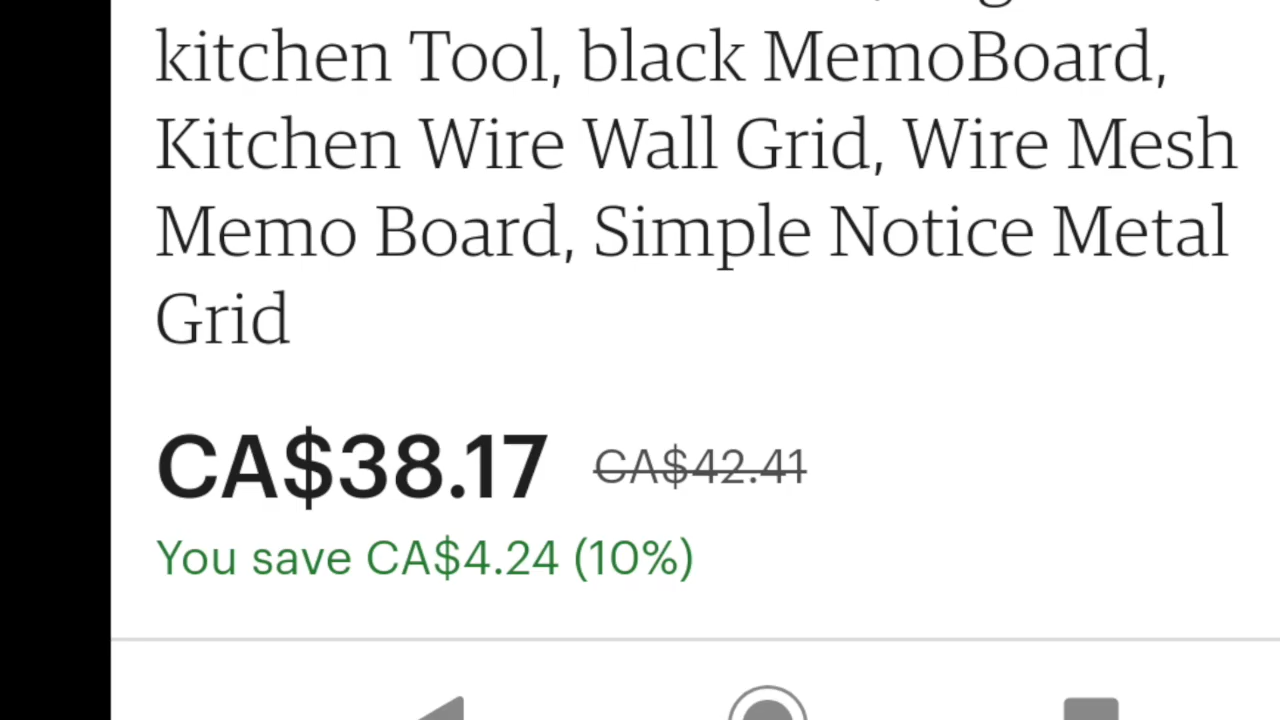 kitchen Tool, black MemoBoard,
Kitchen Wire Wall Grid, Wire Mesh
Memo Board, Simple Notice Metal
Grid
CA$38.17 CA$42.41
You save CA$4.24 (10%)